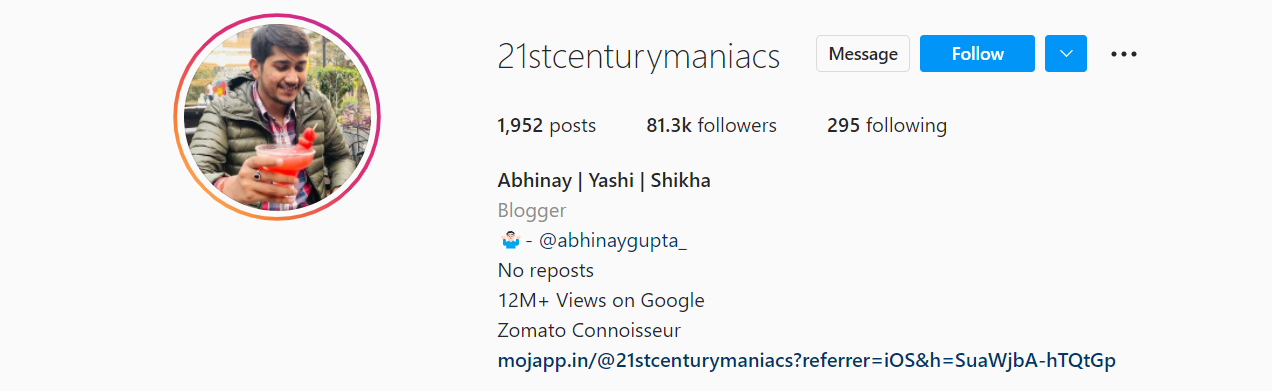 21stcenturymaniacs Message Follow
1,952 posts 81.3k followers 295 following
Abhinay | Yashi | Shikha
Blogger
🤷🏻‍♂️ - @abhinaygupta_
No reposts
12M+ Views on Google
Zomato Connoisseur
mojapp.in/@21stcenturymaniacs?referrer=iOS&h=SuaWjbA-hTQtGp